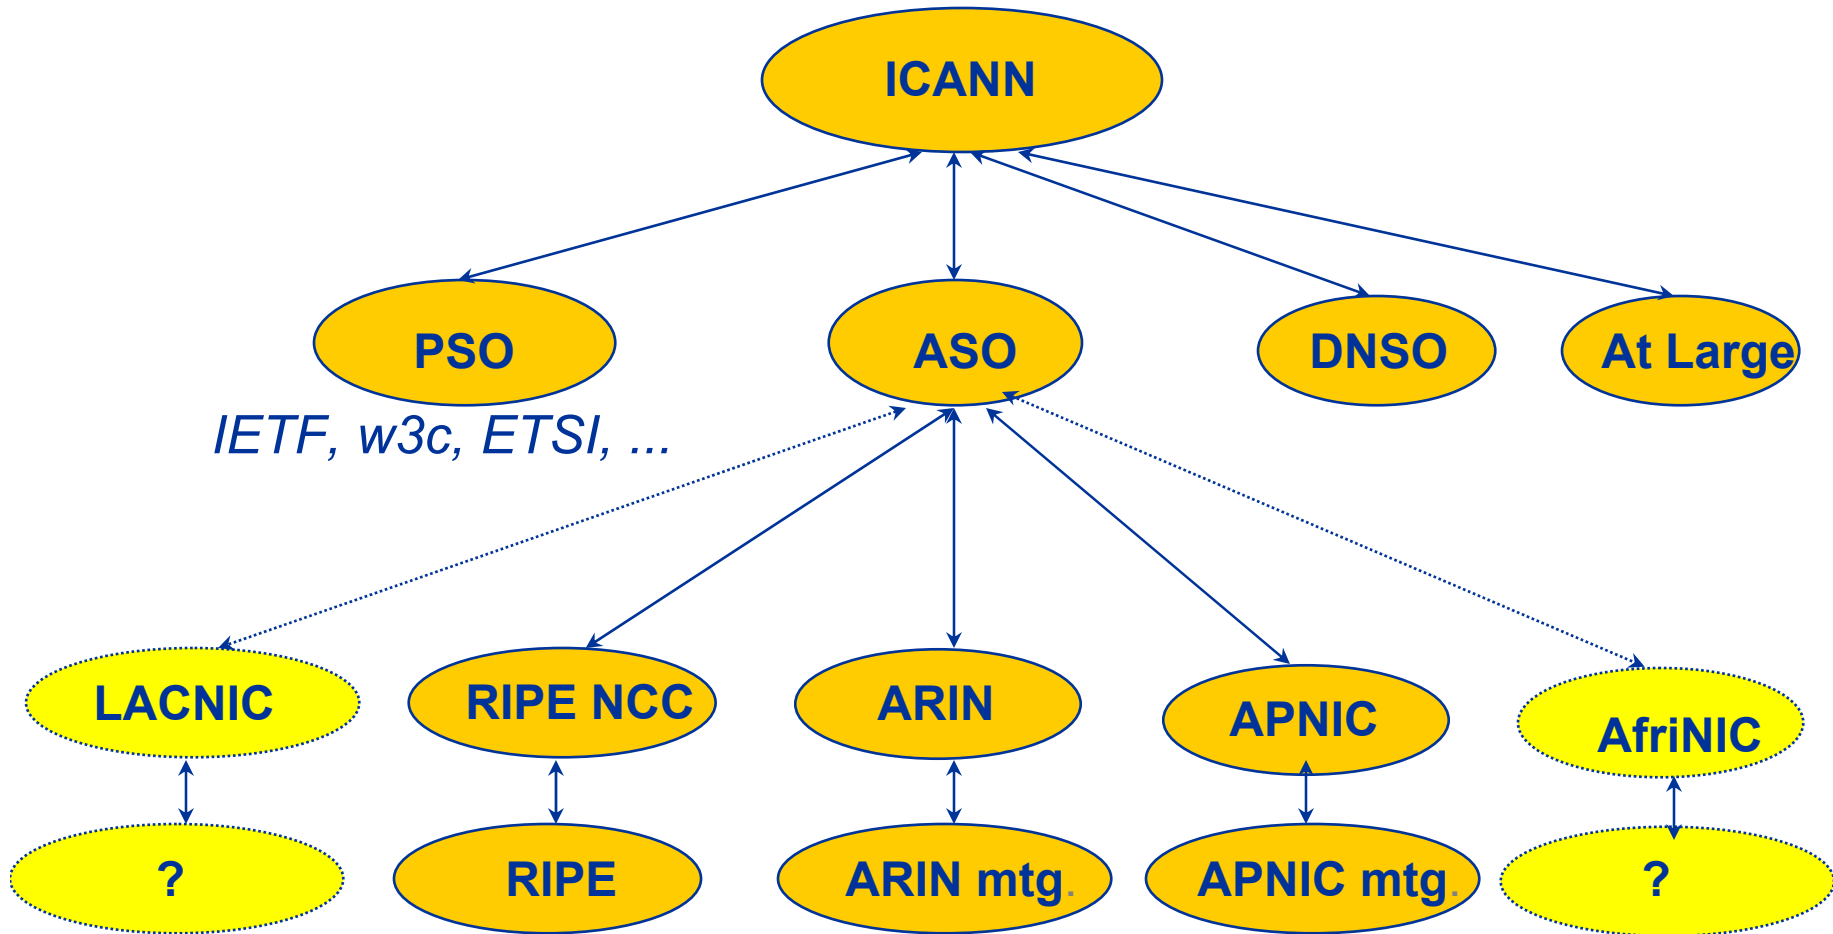 ICANN
PSO
ASO
DNSO
At Large
IETF, w3c, ETSI, ...
LACNIC
RIPE NCC
ARIN
APNIC
AfriNIC
?
RIPE
ARIN mtg.
APNIC mtg.
?